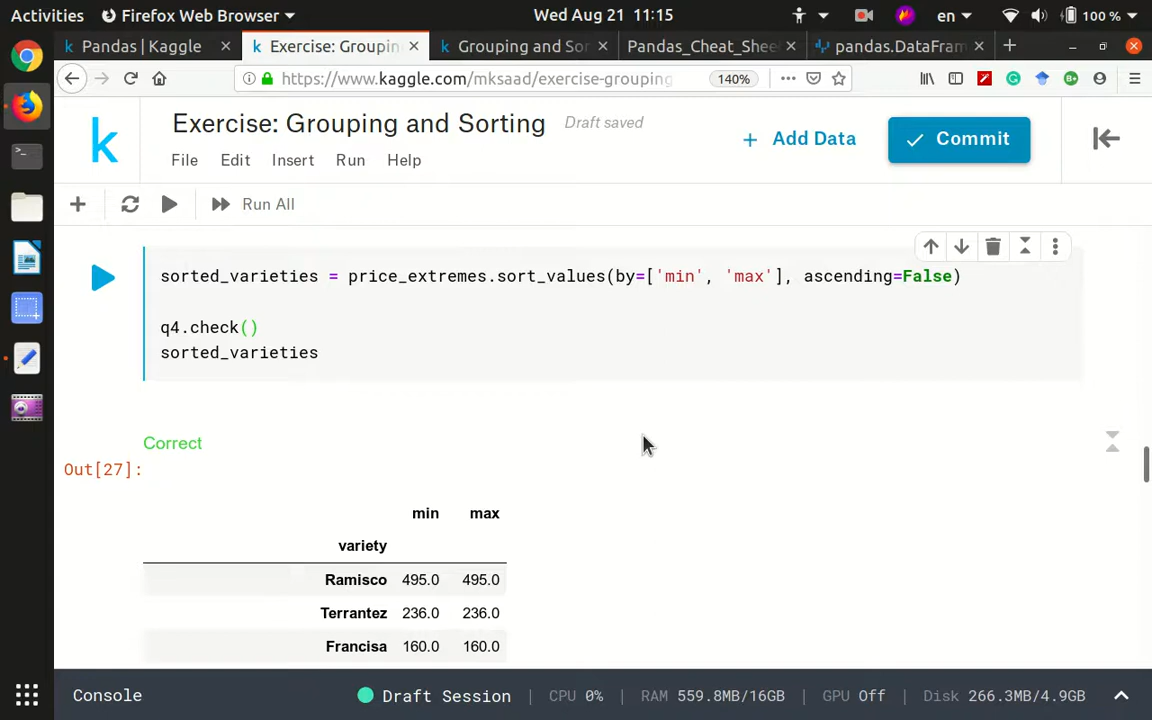 Activities Firefox Web Browser Wed Aug 21 11:15 en 100 %
Pandas | Kaggle Exercise: Groupin Grouping and So Pandas_Cheat_Shee pandas.DataFram
https://www.kaggle.com/mksaad/exercise-grouping 140%
k Exercise: Grouping and Sorting Draft saved + Add Data Commit
File Edit Insert Run Help
Run All
sorted_varieties = price_extremes.sort_values(by=['min', 'max'], ascending=False)
q4.check()
sorted_varieties
Correct
Out[27]:
min max
variety
Ramisco 495.0 495.0
Terrantez 236.0 236.0
Francisa 160.0 160.0
Console Draft Session CPU 0% RAM 559.8MB/16GB GPU Off Disk 266.3MB/4.9GB